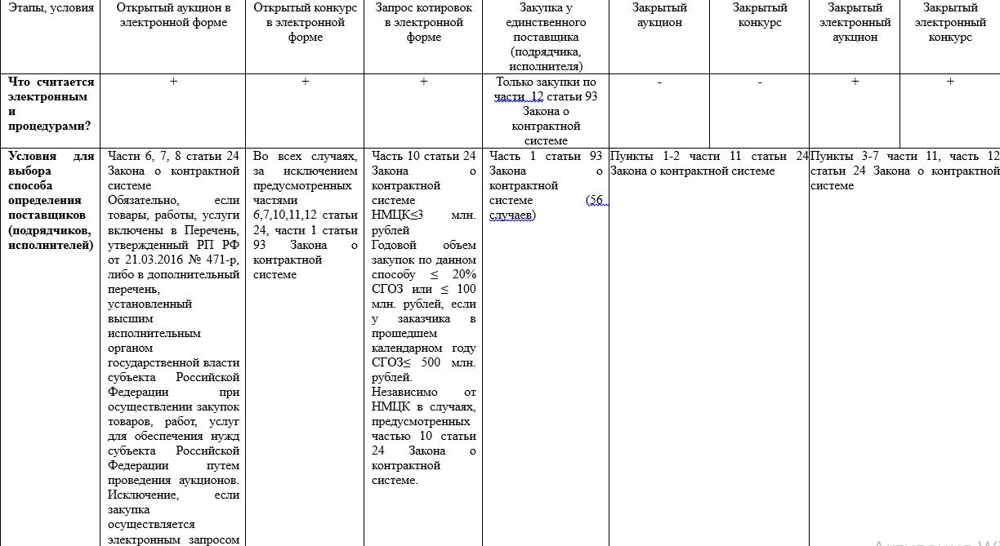 Этапы, условия
Открытый аукцион в
электронной форме
Открытый конкурс
в электронной
форме
Запрос котировок
в электронной
форме
Закупка у
единственного
поставщика
(подрядчика,
исполнителя)
Закрытый
аукцион
Закрытый
конкурс
Закрытый
электронный
аукцион
Закрытый
электронный
конкурс
Что считается
электронным
и
процедурами?
+
+
+
Только закупки по
части 12 статьи 93
Закона о
контрактной
системе
-
-
+
+
Условия для
выбора
способа
определения
поставщиков
(подрядчиков,
исполнителей)
Части 6, 7, 8 статьи 24
Закона о контрактной
системе
Обязательно, если
товары, работы, услуги
включены в Перечень,
утвержденный РП РФ
от 21.03.2016 № 471-р,
либо в дополнительный
перечень,
установленный
высшим
исполнительным
органом
государственной власти
субъекта Российской
Федерации при
осуществлении закупок
товаров, работ, услуг
для обеспечения нужд
субъекта Российской
Федерации путем
проведения аукционов.
Исключение, если
закупка
осуществляется
электронным запросом
Во всех случаях,
за исключением
предусмотренных
частями
6,7,10,11,12 статьи
24, части 1 статьи
93 Закона о
контрактной
системе
Часть 10 статьи 24
Закона о
контрактной
системе
НМЦК≤3 млн.
рублей
Годовой объем
закупок по данном
способу ≤ 20%
СГОЗ или ≤ 100
млн. рублей, если
у заказчика в
прошедшем
календарном году
СГОЗ≤ 500 млн.
рублей.
Независимо от
НМЦК в случаях,
предусмотренных
частью 10 статьи
24 Закона о
контрактной
системе.
Часть 1 статьи 93
Закона о
контрактной
системе (56
случаев)
Пункты 1-2 части 11 статьи 24
Закона о контрактной системе
Пункты 3-7 части 11, часть 12
статьи 24 Закона о контрактной
системе